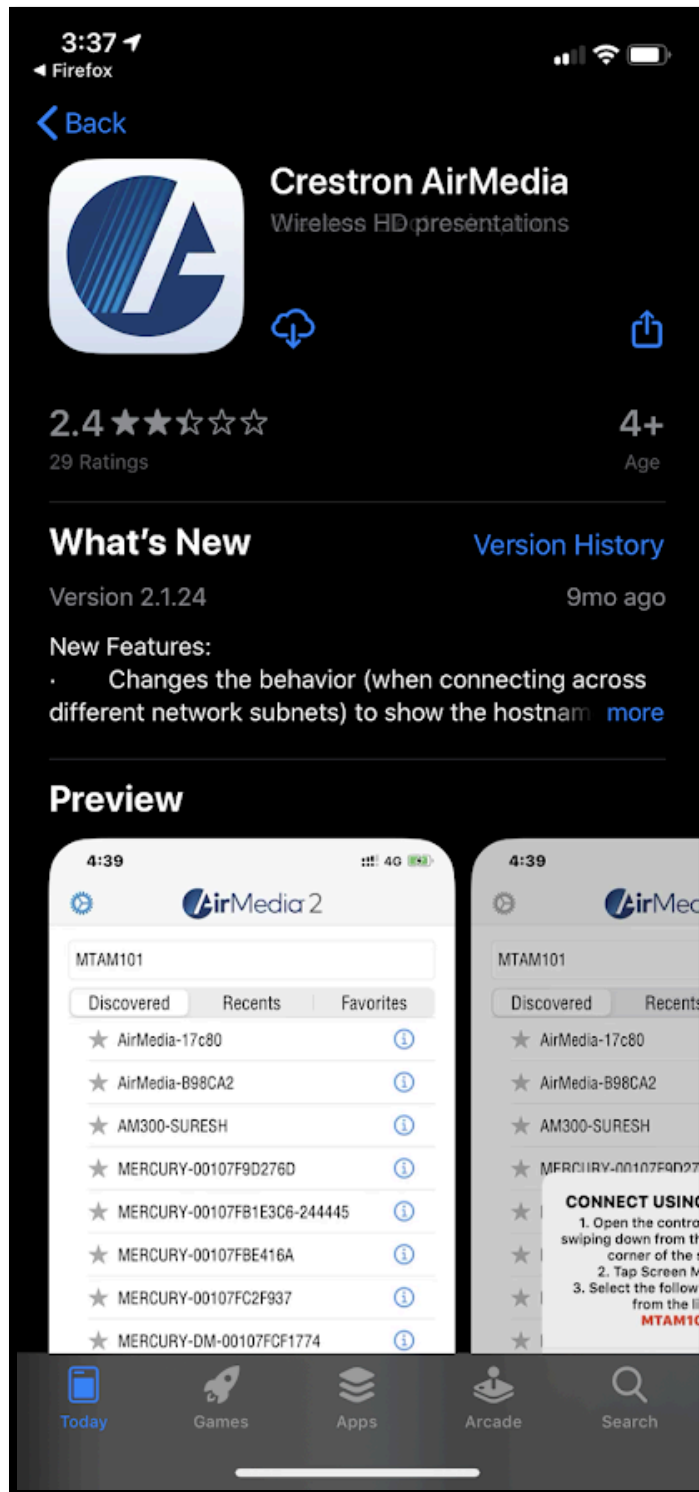 3:37
◀ Firefox
Back
Crestron AirMedia
Wireless HD presentations
2.4 ★★⯪☆☆
4+
29 Ratings
Age
What's New
Version History
Version 2.1.24
9mo ago
New Features:
· Changes the behavior (when connecting across
different network subnets) to show the hostnam more
Preview
4:39
4G
AirMedia 2
MTAM101
Discovered
Recents
Favorites
AirMedia-17c80
AirMedia-B98CA2
AM300-SURESH
MERCURY-00107F9D276D
MERCURY-00107FB1E3C6-244445
MERCURY-00107FBE416A
MERCURY-00107FC2F937
MERCURY-DM-00107FCF1774
4:39
AirMed
MTAM101
Discovered
Recents
AirMedia-17c80
AirMedia-B98CA2
AM300-SURESH
MERCURY-00107F9D27
CONNECT USING
1. Open the contro
swiping down from th
corner of the s
2. Tap Screen M
3. Select the follow
from the li
MTAM10
Today
Games
Apps
Arcade
Search